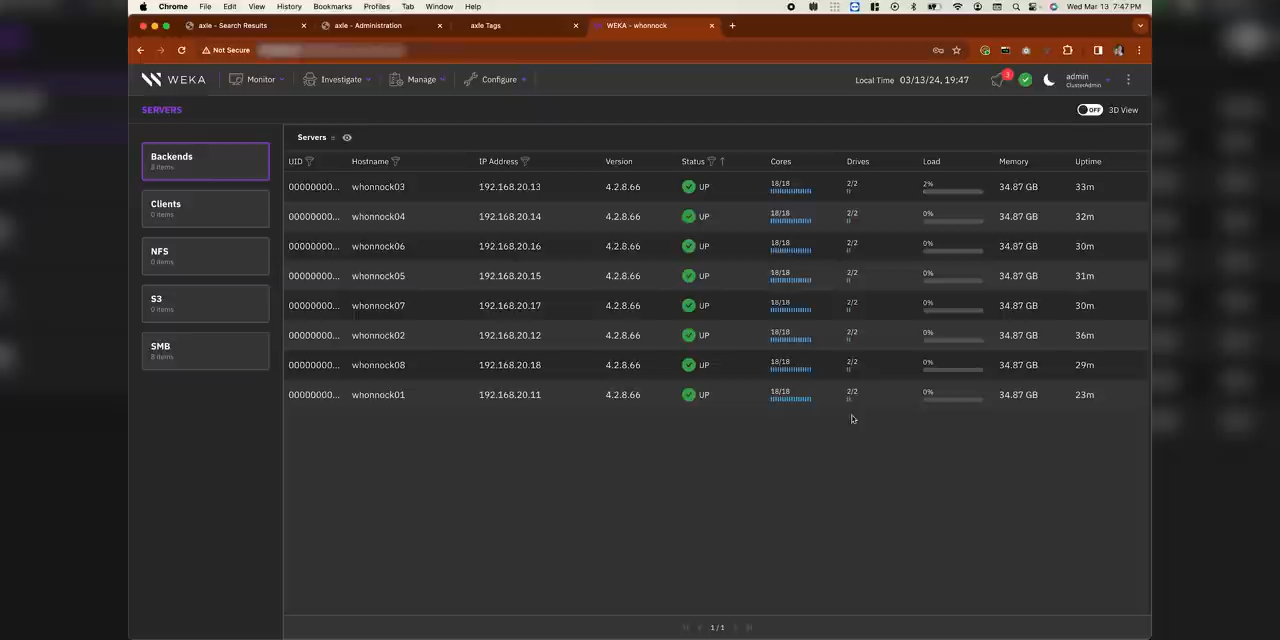 Chrome File Edit View History Bookmarks Profiles Tab Window Help Wed Mar 13 7:47 PM
axle - Search Results axle - Administration axle Tags WEKA - whonnock
Not Secure
WEKA Monitor Investigate Manage Configure Local Time 03/13/24, 19:47 3 admin
ClusterAdmin
SERVERS OFF 3D View
Backends
8 items
Clients
0 items
NFS
0 items
S3
0 items
SMB
8 items
Servers
UID Hostname IP Address Version Status Cores Drives Load Memory Uptime
00000000... whonnock03 192.168.20.13 4.2.8.66 UP 18/18 2/2 2% 34.87 GB 33m
00000000... whonnock04 192.168.20.14 4.2.8.66 UP 18/18 2/2 0% 34.87 GB 32m
00000000... whonnock06 192.168.20.16 4.2.8.66 UP 18/18 2/2 0% 34.87 GB 30m
00000000... whonnock05 192.168.20.15 4.2.8.66 UP 18/18 2/2 0% 34.87 GB 31m
00000000... whonnock07 192.168.20.17 4.2.8.66 UP 18/18 2/2 0% 34.87 GB 30m
00000000... whonnock02 192.168.20.12 4.2.8.66 UP 18/18 2/2 0% 34.87 GB 36m
00000000... whonnock08 192.168.20.18 4.2.8.66 UP 18/18 2/2 0% 34.87 GB 29m
00000000... whonnock01 192.168.20.11 4.2.8.66 UP 18/18 2/2 0% 34.87 GB 23m
1 / 1